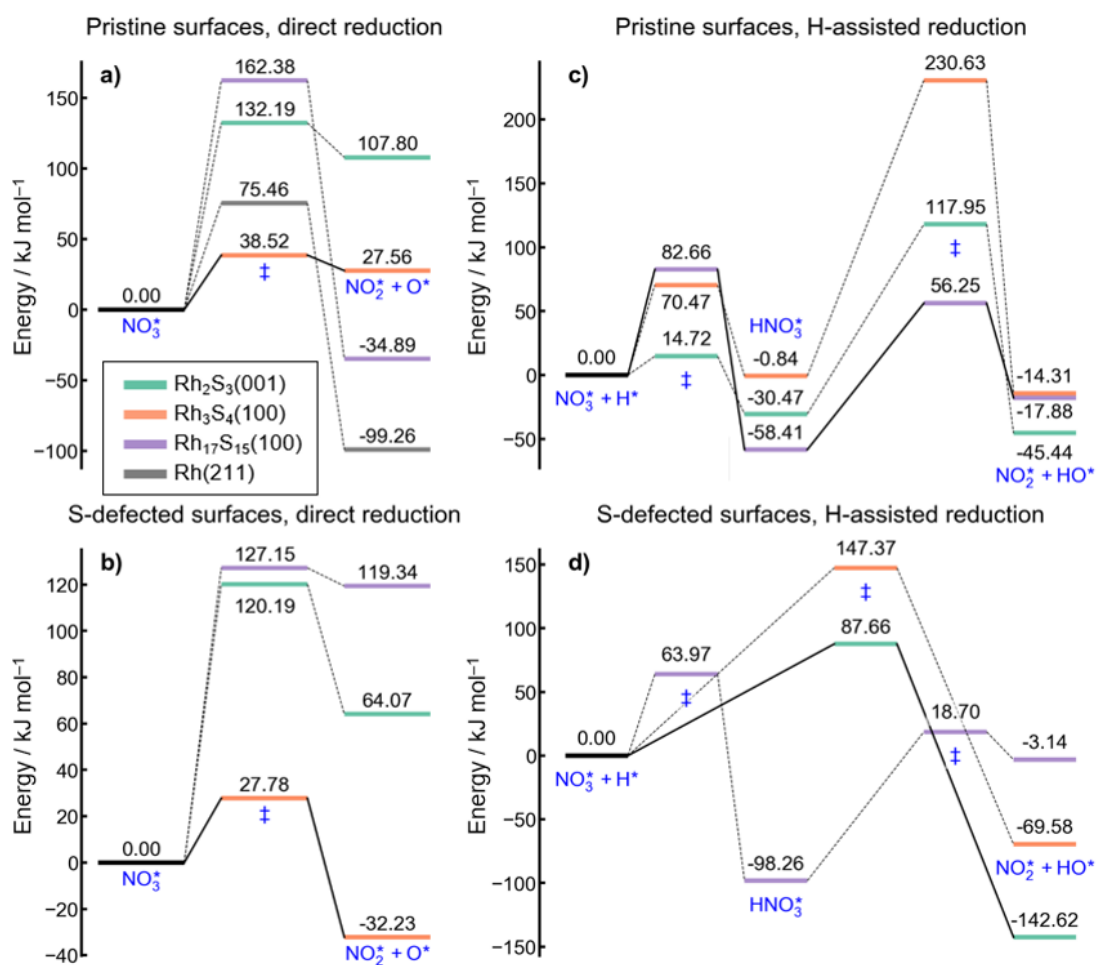 Pristine surfaces, direct reduction
a)
Energy / kJ mol⁻¹
150
100
50
0
−50
−100
162.38
132.19
107.80
75.46
38.52
27.56
‡
NO₂* + O*
0.00
NO₃*
-34.89
-99.26
Rh₂S₃(001)
Rh₃S₄(100)
Rh₁₇S₁₅(100)
Rh(211)
Pristine surfaces, H-assisted reduction
c)
Energy / kJ mol⁻¹
200
150
100
50
0
−50
230.63
117.95
‡
82.66
70.47
56.25
HNO₃*
0.00
14.72
-0.84
NO₃* + H*
‡
-30.47
-58.41
-14.31
-17.88
-45.44
NO₂* + HO*
S-defected surfaces, direct reduction
b)
Energy / kJ mol⁻¹
120
100
80
60
40
20
0
−20
−40
127.15
119.34
120.19
64.07
27.78
‡
0.00
NO₃*
-32.23
NO₂* + O*
S-defected surfaces, H-assisted reduction
d)
Energy / kJ mol⁻¹
150
100
50
0
−50
−100
−150
147.37
‡
87.66
63.97
‡
0.00
NO₃* + H*
18.70
‡
-3.14
-69.58
NO₂* + HO*
-98.26
HNO₃*
-142.62